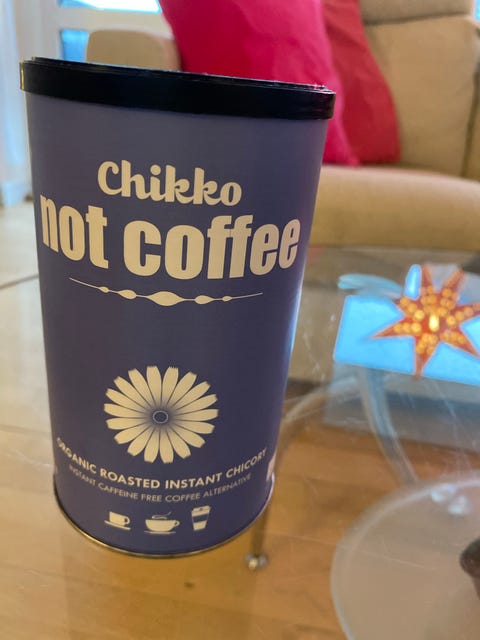 Chikko
not coffee
ORGANIC ROASTED INSTANT CHICORY
INSTANT CAFFEINE FREE COFFEE ALTERNATIVE